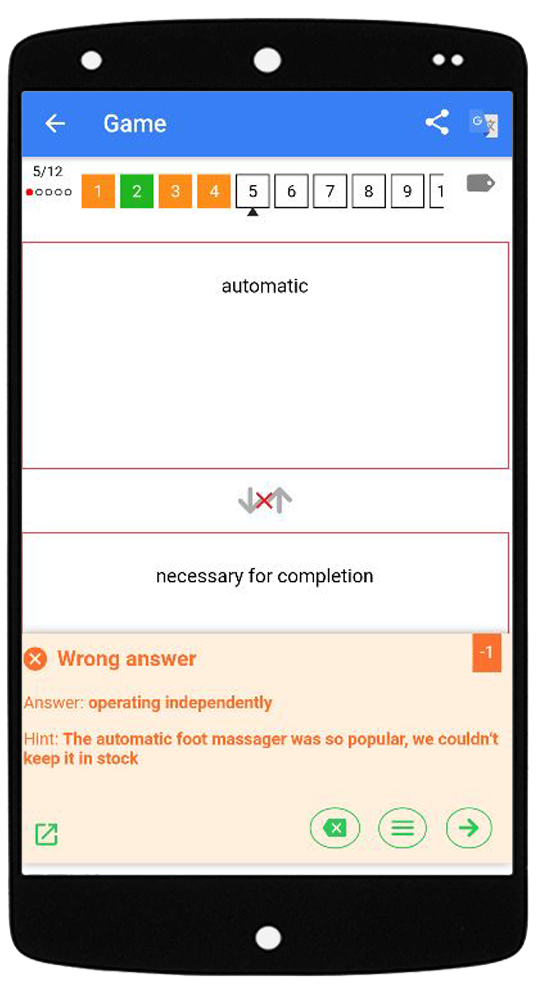 Game
5/12
1 2 3 4 5 6 7 8 9 1
automatic
necessary for completion
Wrong answer
-1
Answer: operating independently
Hint: The automatic foot massager was so popular, we couldn't
keep it in stock